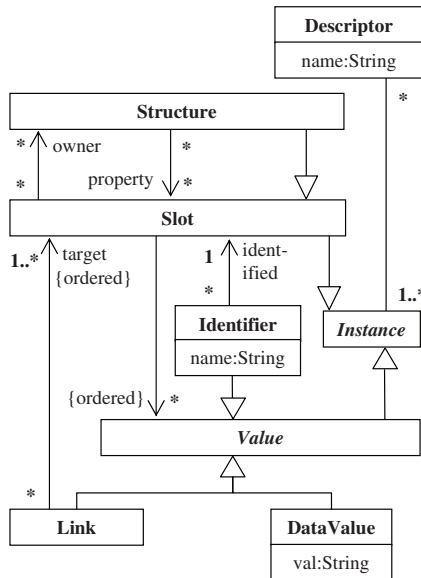 Descriptor
name:String
*
Structure
* owner *
* property *
Slot
1..* target 1 ident-
{ordered} ified
* 1..*
Identifier Instance
name:String
{ordered} *
Value
*
Link DataValue
val:String